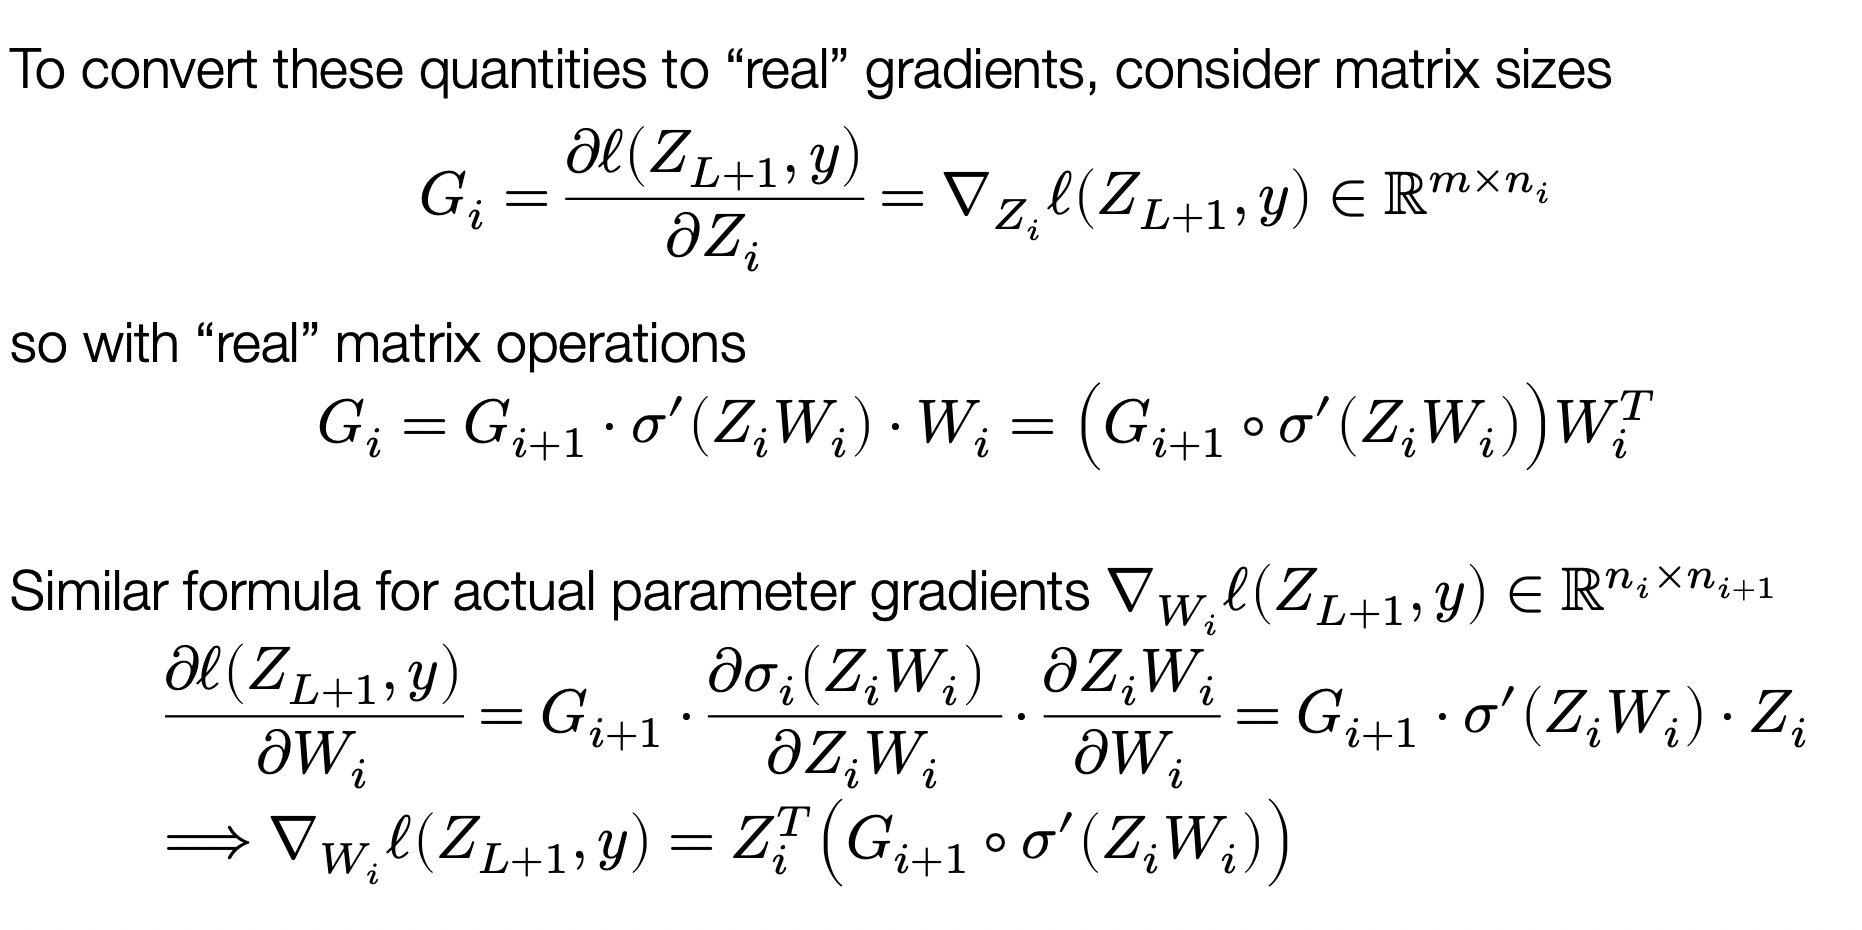 To convert these quantities to “real” gradients, consider matrix sizes
$G_i = \frac{\partial \ell(Z_{L+1}, y)}{\partial Z_i} = \nabla_{Z_i} \ell(Z_{L+1}, y) \in \mathbb{R}^{m \times n_i}$
so with “real” matrix operations
$G_i = G_{i+1} \cdot \sigma'(Z_i W_i) \cdot W_i = \left( G_{i+1} \circ \sigma'(Z_i W_i) \right) W_i^T$
Similar formula for actual parameter gradients $\nabla_{W_i} \ell(Z_{L+1}, y) \in \mathbb{R}^{n_i \times n_{i+1}}$
$\frac{\partial \ell(Z_{L+1}, y)}{\partial W_i} = G_{i+1} \cdot \frac{\partial \sigma_i(Z_i W_i)}{\partial Z_i W_i} \cdot \frac{\partial Z_i W_i}{\partial W_i} = G_{i+1} \cdot \sigma'(Z_i W_i) \cdot Z_i$
$\Longrightarrow \nabla_{W_i} \ell(Z_{L+1}, y) = Z_i^T \left( G_{i+1} \circ \sigma'(Z_i W_i) \right)$